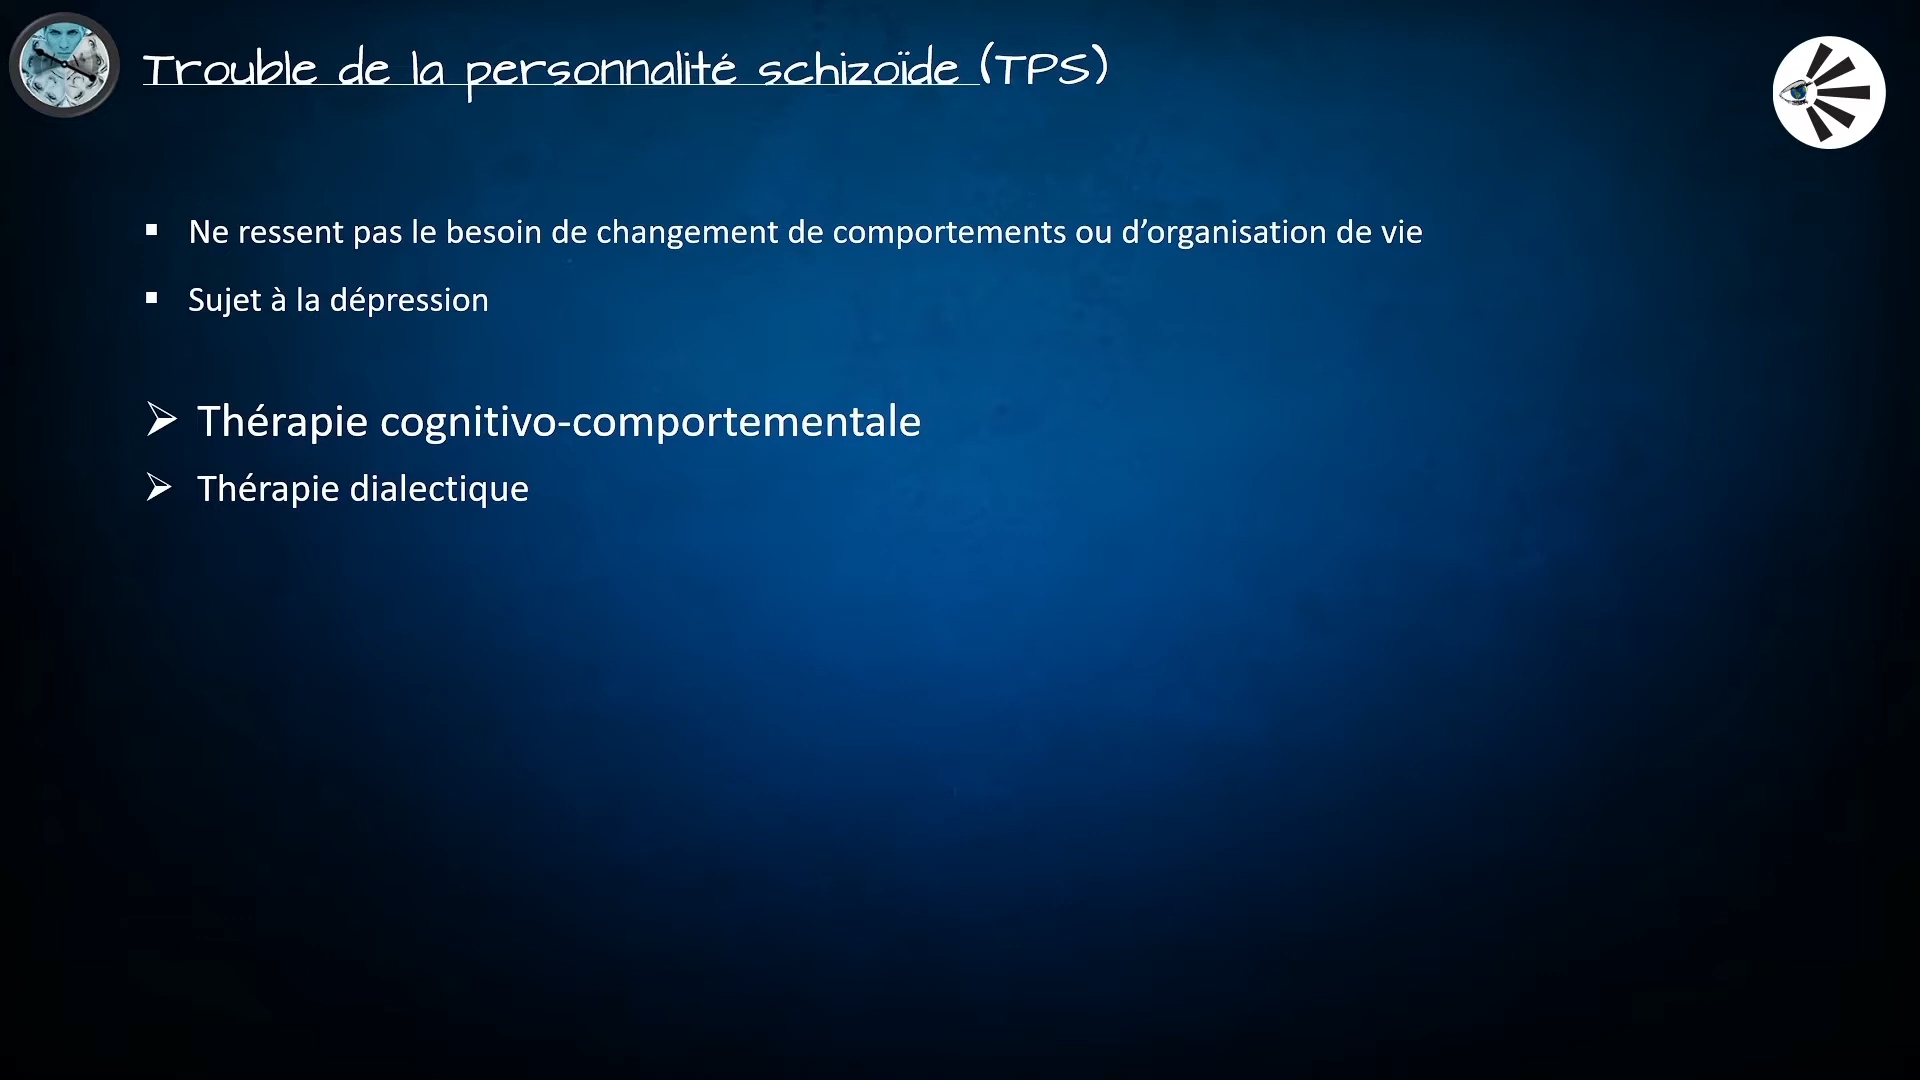 Trouble de la personnalité schizoïde (TPS)
Ne ressent pas le besoin de changement de comportements ou d’organisation de vie
Sujet à la dépression
Thérapie cognitivo-comportementale
Thérapie dialectique